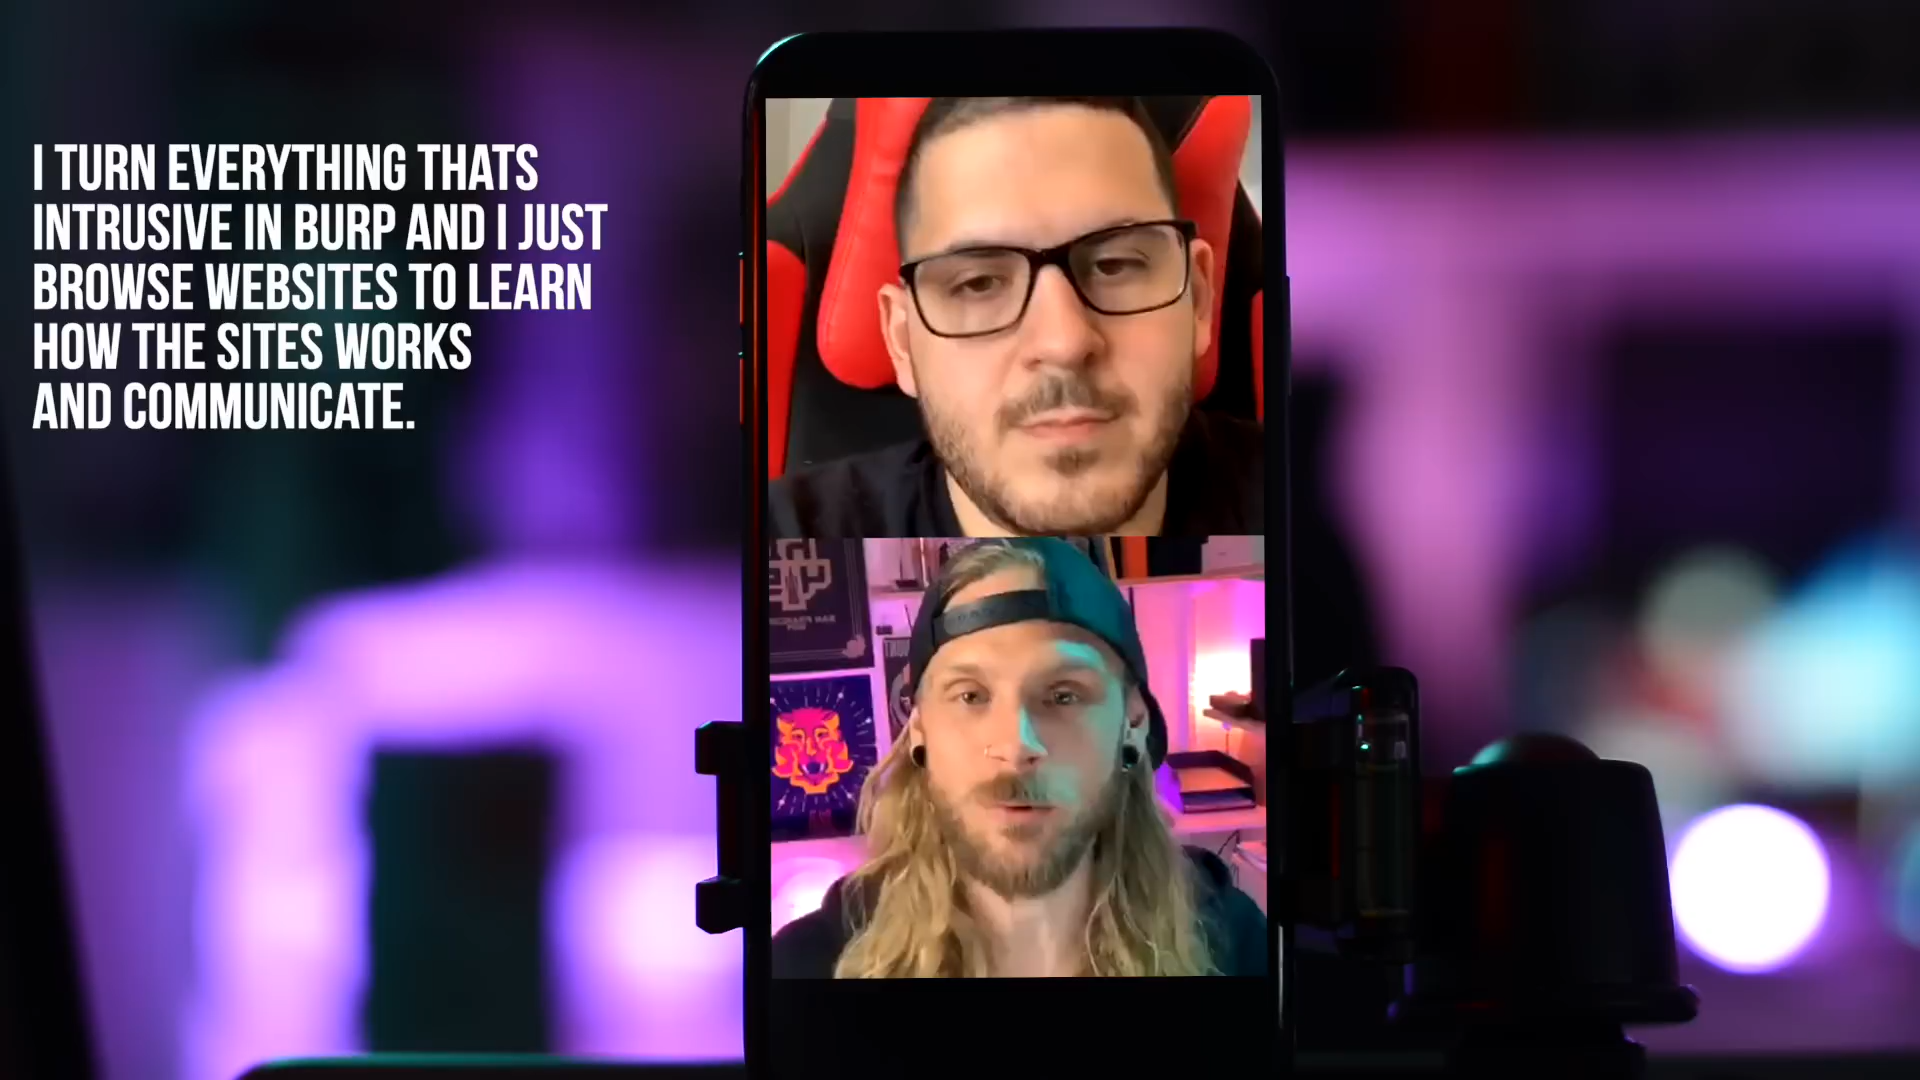 I TURN EVERYTHING THATS
INTRUSIVE IN BURP AND I JUST
BROWSE WEBSITES TO LEARN
HOW THE SITES WORKS
AND COMMUNICATE.